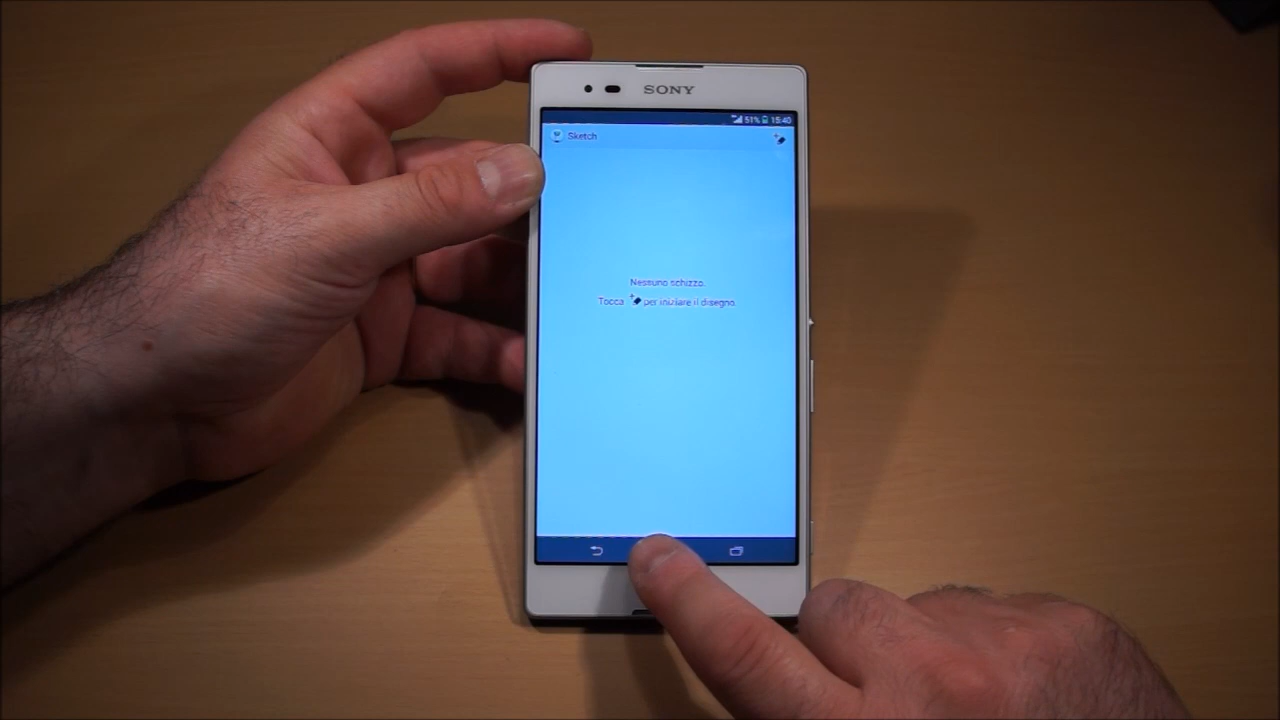 SONY
51% 15:40
Sketch
Nessuno schizzo.
Tocca per iniziare il disegno.